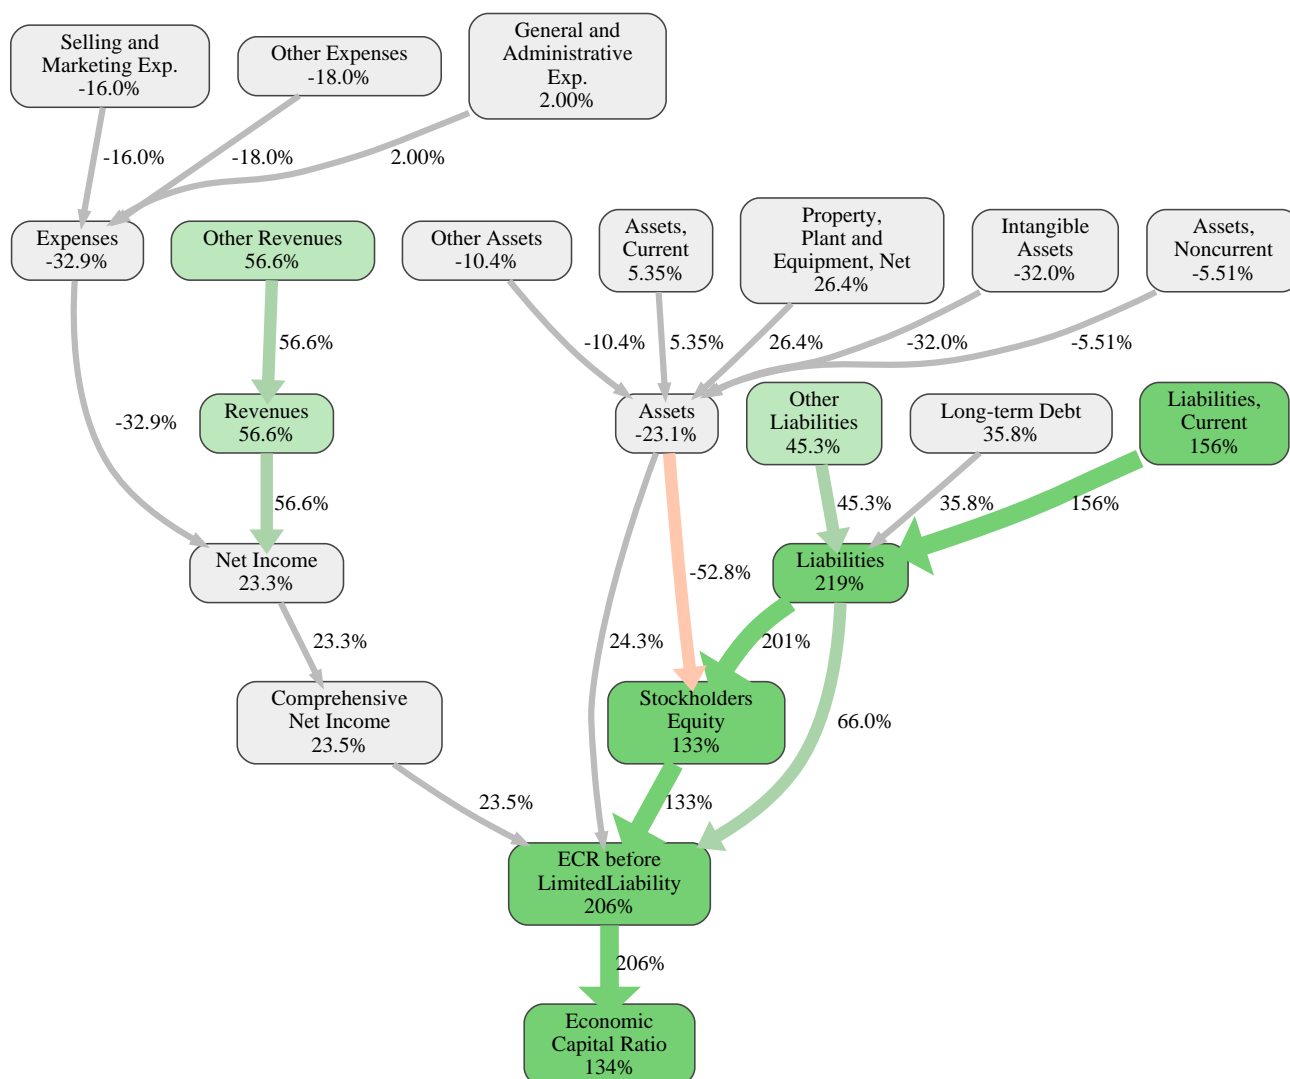 Selling and
Marketing Exp.
-16.0%
Other Expenses
-18.0%
General and
Administrative
Exp.
2.00%
-16.0%
-18.0%
2.00%
Expenses
-32.9%
Other Revenues
56.6%
Other Assets
-10.4%
Assets,
Current
5.35%
Property,
Plant and
Equipment, Net
26.4%
Intangible
Assets
-32.0%
Assets,
Noncurrent
-5.51%
56.6%
-10.4%
5.35%
26.4%
-32.0%
-5.51%
-32.9%
Revenues
56.6%
Assets
-23.1%
Other
Liabilities
45.3%
Long-term Debt
35.8%
Liabilities,
Current
156%
56.6%
45.3%
35.8%
156%
Net Income
23.3%
-52.8%
Liabilities
219%
23.3%
24.3%
201%
Comprehensive
Net Income
23.5%
Stockholders
Equity
133%
66.0%
23.5%
133%
ECR before
LimitedLiability
206%
206%
Economic
Capital Ratio
134%